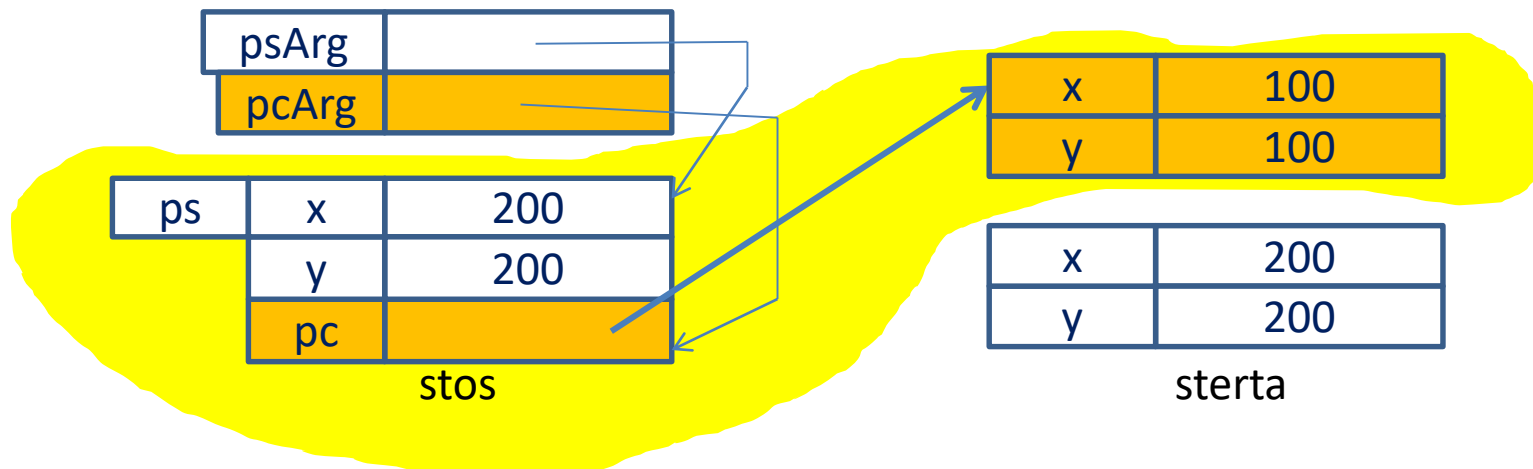 psArg
pcArg
ps x 200
y 200
pc
stos
x 100
y 100
x 200
y 200
sterta